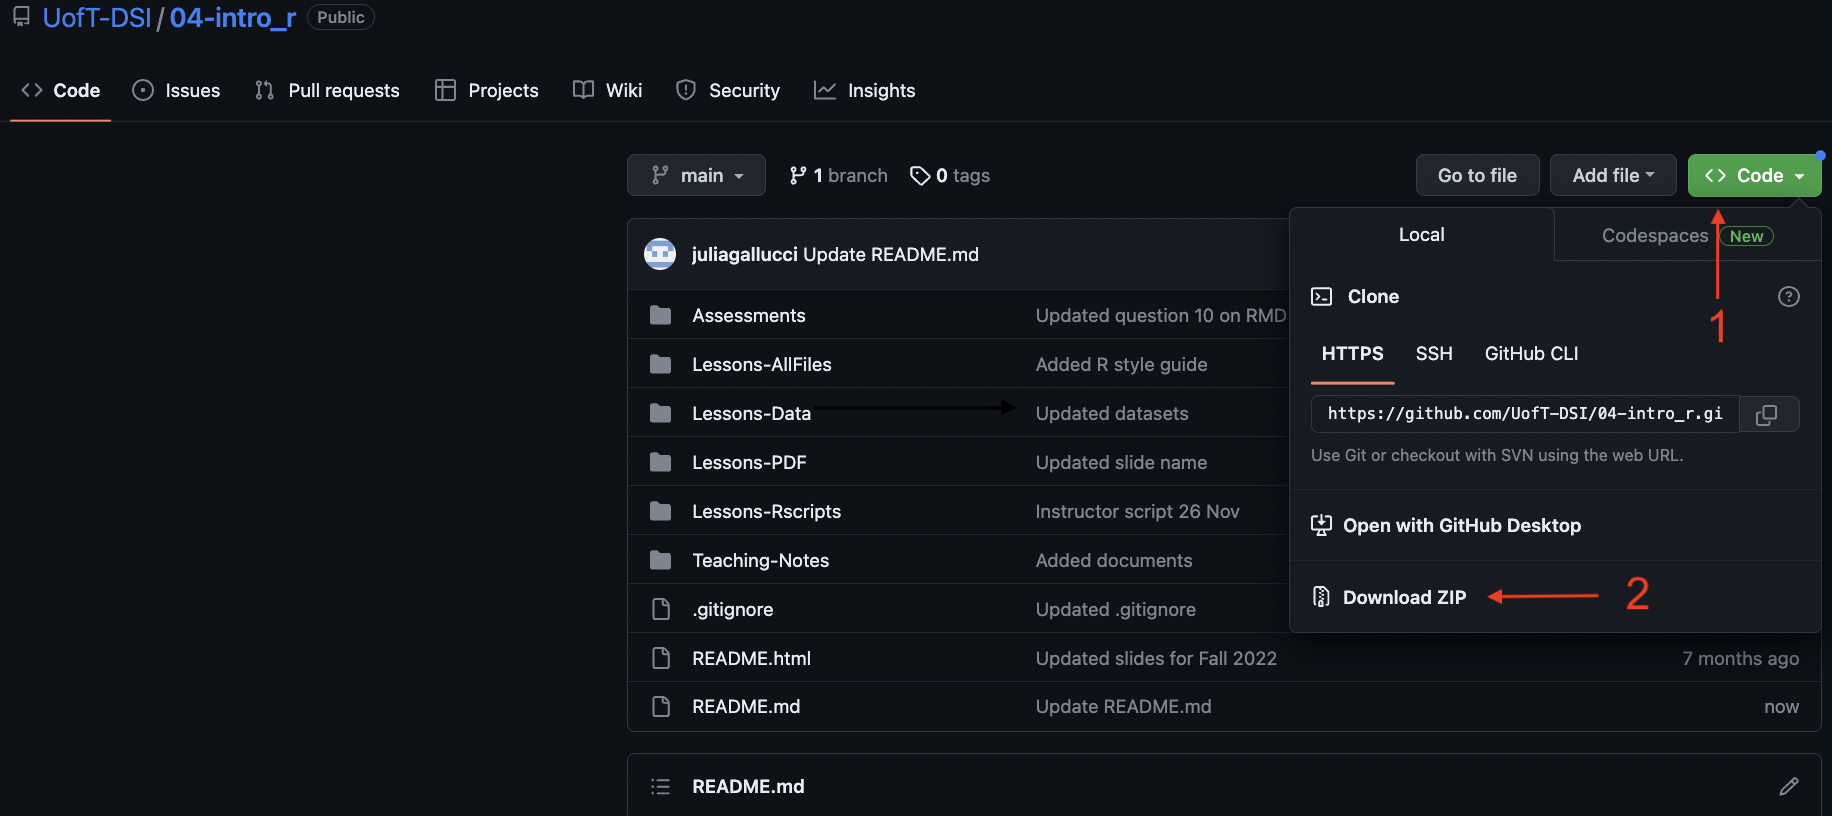 UofT-DSI / 04-intro_r Public
Code Issues Pull requests Projects Wiki Security Insights
main 1 branch 0 tags Go to file Add file Code
Local Codespaces New
juliagallucci Update README.md
Clone
1
Assessments Updated question 10 on RMD
HTTPS SSH GitHub CLI
Lessons-AllFiles Added R style guide
Lessons-Data Updated datasets
https://github.com/UofT-DSI/04-intro_r.gi
Use Git or checkout with SVN using the web URL.
Lessons-PDF Updated slide name
Lessons-Rscripts Instructor script 26 Nov
Open with GitHub Desktop
Teaching-Notes Added documents
Download ZIP 2
.gitignore Updated .gitignore
README.html Updated slides for Fall 2022 7 months ago
README.md Update README.md now
README.md